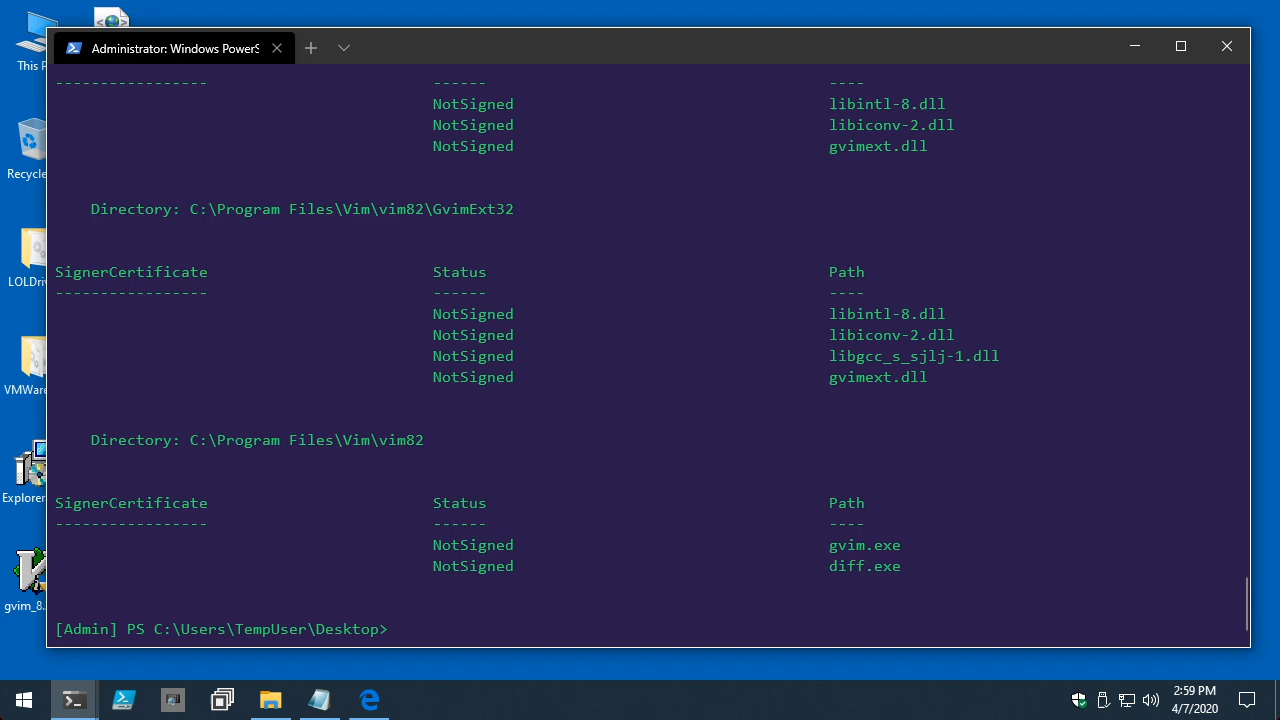 This P
Recycle
LOLDriv
VMWare
Explorer
gvim_8.
Administrator: Windows PowerS
-----------------  ------  ----
NotSigned  libintl-8.dll
NotSigned  libiconv-2.dll
NotSigned  gvimext.dll
Directory: C:\Program Files\Vim\vim82\GvimExt32
SignerCertificate  Status  Path
-----------------  ------  ----
NotSigned  libintl-8.dll
NotSigned  libiconv-2.dll
NotSigned  libgcc_s_sjlj-1.dll
NotSigned  gvimext.dll
Directory: C:\Program Files\Vim\vim82
SignerCertificate  Status  Path
-----------------  ------  ----
NotSigned  gvim.exe
NotSigned  diff.exe
[Admin] PS C:\Users\TempUser\Desktop>
2:59 PM
4/7/2020